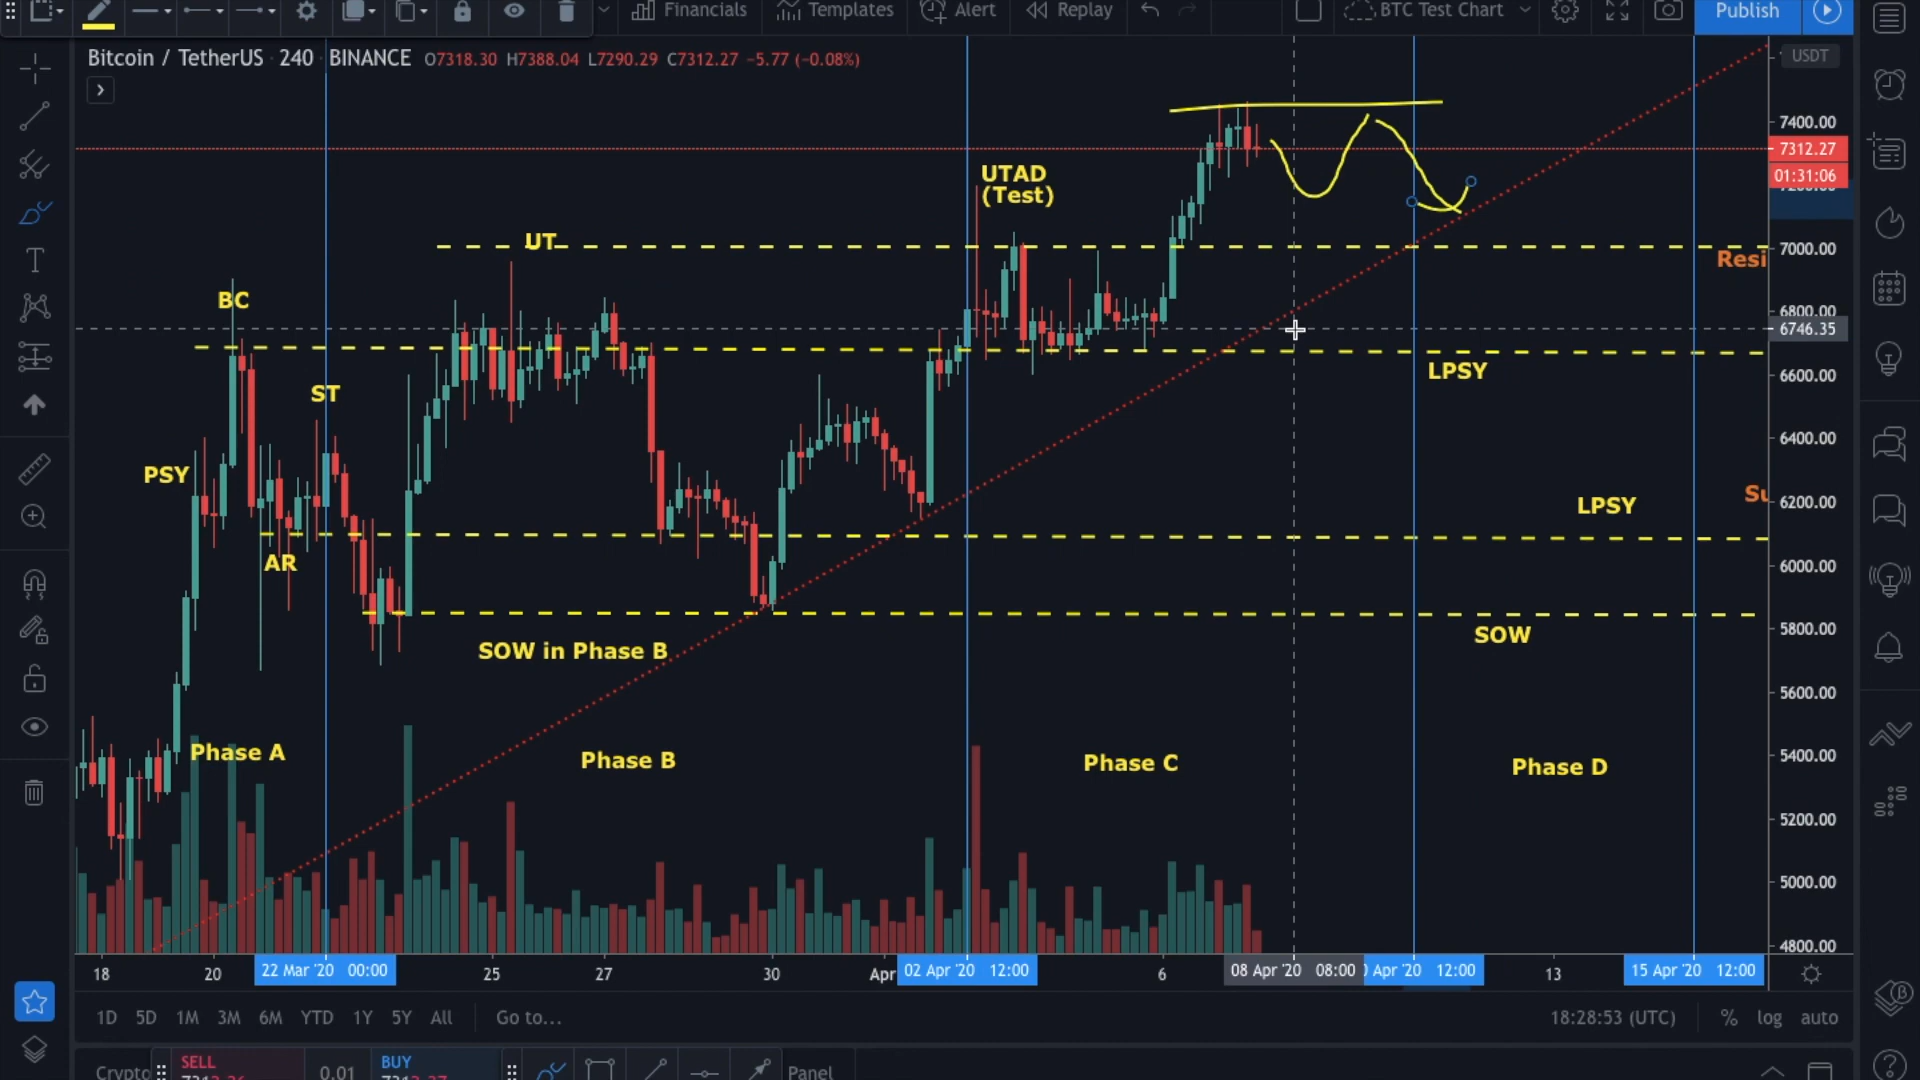 Financials
Templates
Alert
Replay
BTC Test Chart
Publish
Bitcoin / TetherUS · 240 · BINANCE O7318.30 H7388.04 L7290.29 C7312.27 −5.77 (−0.08%)
USDT
7400.00
7312.27
01:31:06
UTAD
(Test)
UT
7000.00
Resi
BC
6800.00
6746.35
LPSY
6600.00
ST
6400.00
PSY
LPSY
6200.00
AR
6000.00
SOW in Phase B
SOW
5800.00
5600.00
Phase A
Phase B
Phase C
Phase D
5400.00
5200.00
5000.00
4800.00
18
20
22 Mar '20 00:00
25
27
30
Apr
02 Apr '20 12:00
6
08 Apr '20 08:00
Apr '20 12:00
13
15 Apr '20 12:00
1D 5D 1M 3M 6M YTD 1Y 5Y All Go to...
18:28:53 (UTC) % log auto
Crypto
SELL
0.01
BUY
Panel